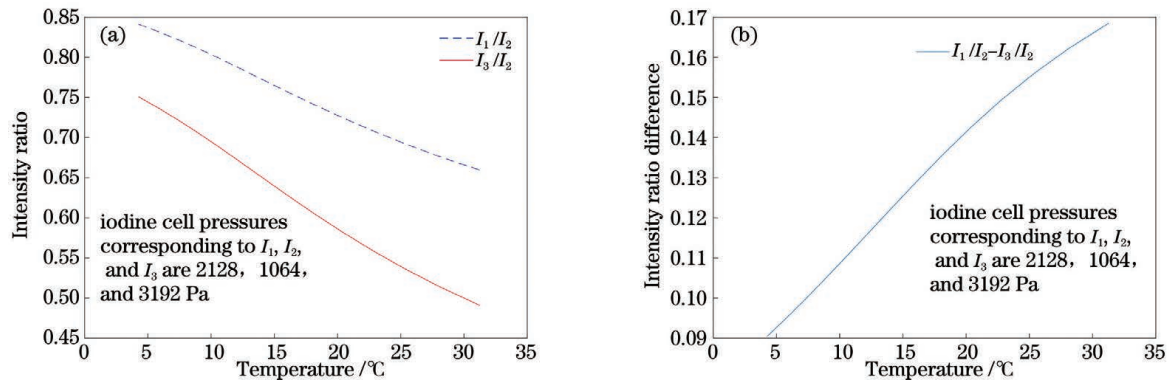 (a)
I1/I2
I3/I2
0.85
0.80
0.75
0.70
0.65
0.60
0.55
0.50
0.45
Intensity ratio
iodine cell pressures
corresponding to I1, I2,
and I3 are 2128，1064，
and 3192 Pa
0 5 10 15 20 25 30 35
Temperature /℃
(b)
I1/I2–I3/I2
0.17
0.16
0.15
0.14
0.13
0.12
0.11
0.10
0.09
Intensity ratio difference
iodine cell pressures
corresponding to I1, I2,
and I3 are 2128，1064，
and 3192 Pa
0 5 10 15 20 25 30 35
Temperature /℃